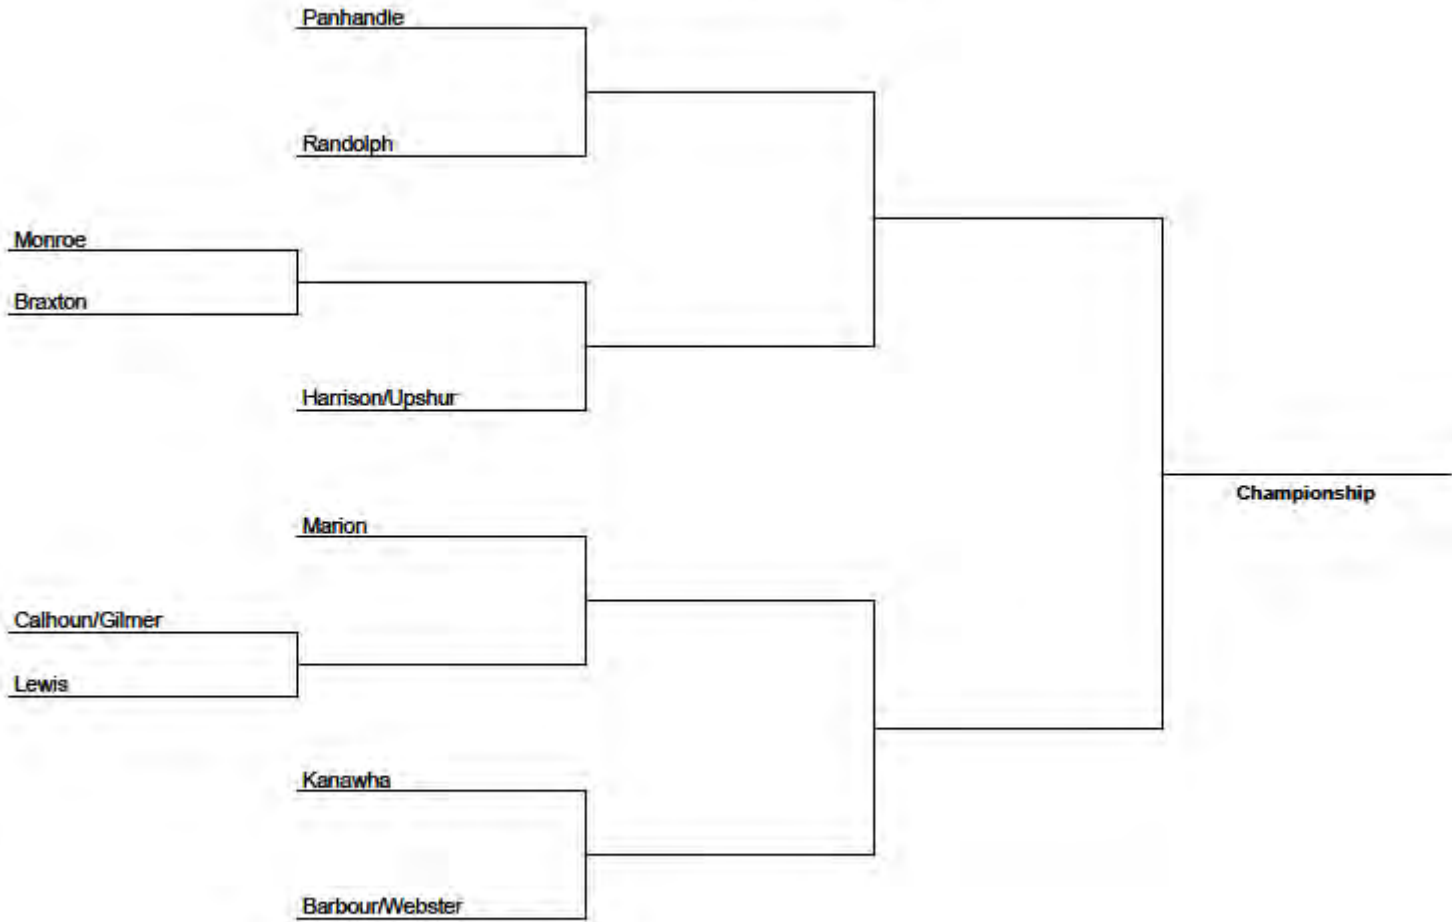 Panhandle
Randolph
Monroe
Braxton
Harrison/Upshur
Championship
Marion
Calhoun/Gilmer
Lewis
Kanawha
Barbour/Webster